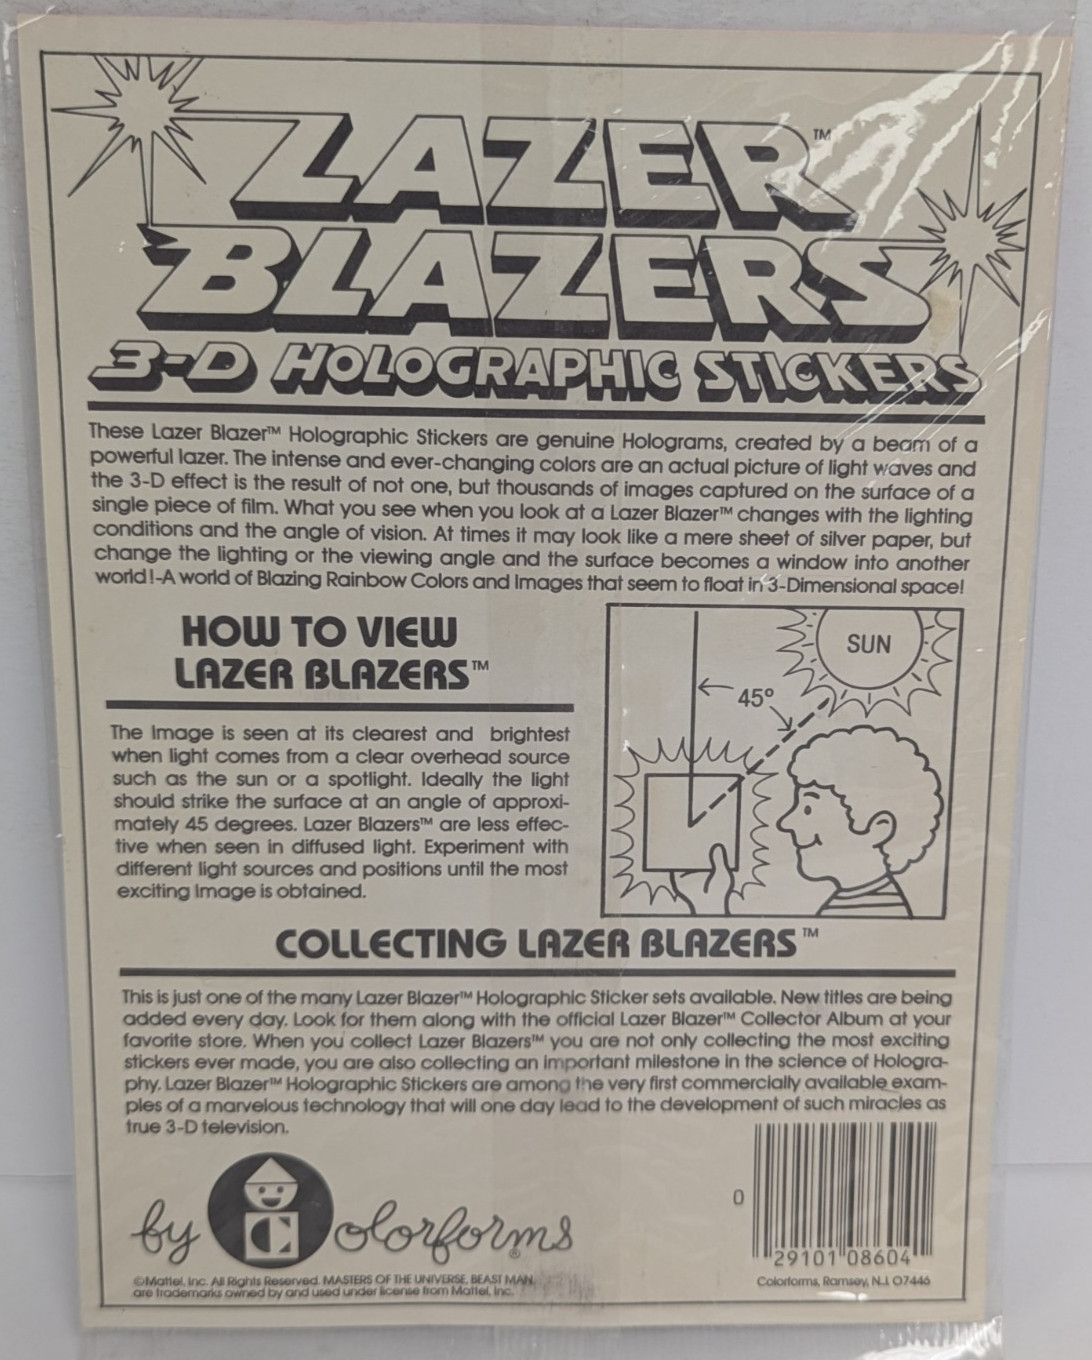 LAZER™
BLAZERS
3-D HOLOGRAPHIC STICKERS
These Lazer Blazer™ Holographic Stickers are genuine Holograms, created by a beam of a
powerful lazer. The intense and ever-changing colors are an actual picture of light waves and
the 3-D effect is the result of not one, but thousands of images captured on the surface of a
single piece of film. What you see when you look at a Lazer Blazer™ changes with the lighting
conditions and the angle of vision. At times it may look like a mere sheet of silver paper, but
change the lighting or the viewing angle and the surface becomes a window into another
world!-A world of Blazing Rainbow Colors and Images that seem to float in 3-Dimensional space!
HOW TO VIEW
LAZER BLAZERS™
The Image is seen at its clearest and brightest
when light comes from a clear overhead source
such as the sun or a spotlight. Ideally the light
should strike the surface at an angle of approxi-
mately 45 degrees. Lazer Blazers™ are less effec-
tive when seen in diffused light. Experiment with
different light sources and positions until the most
exciting Image is obtained.
SUN
45°
COLLECTING LAZER BLAZERS™
This is just one of the many Lazer Blazer™ Holographic Sticker sets available. New titles are being
added every day. Look for them along with the official Lazer Blazer™ Collector Album at your
favorite store. When you collect Lazer Blazers™ you are not only collecting the most exciting
stickers ever made, you are also collecting an important milestone in the science of Hologra-
phy. Lazer Blazer™ Holographic Stickers are among the very first commercially available exam-
ples of a marvelous technology that will one day lead to the development of such miracles as
true 3-D television.
by Colorforms®
©Mattel, Inc. All Rights Reserved. MASTERS OF THE UNIVERSE, BEAST MAN,
are trademarks owned by and used under license from Mattel, Inc.
0
29101 08604
Colorforms, Ramsey, N.J. 07446